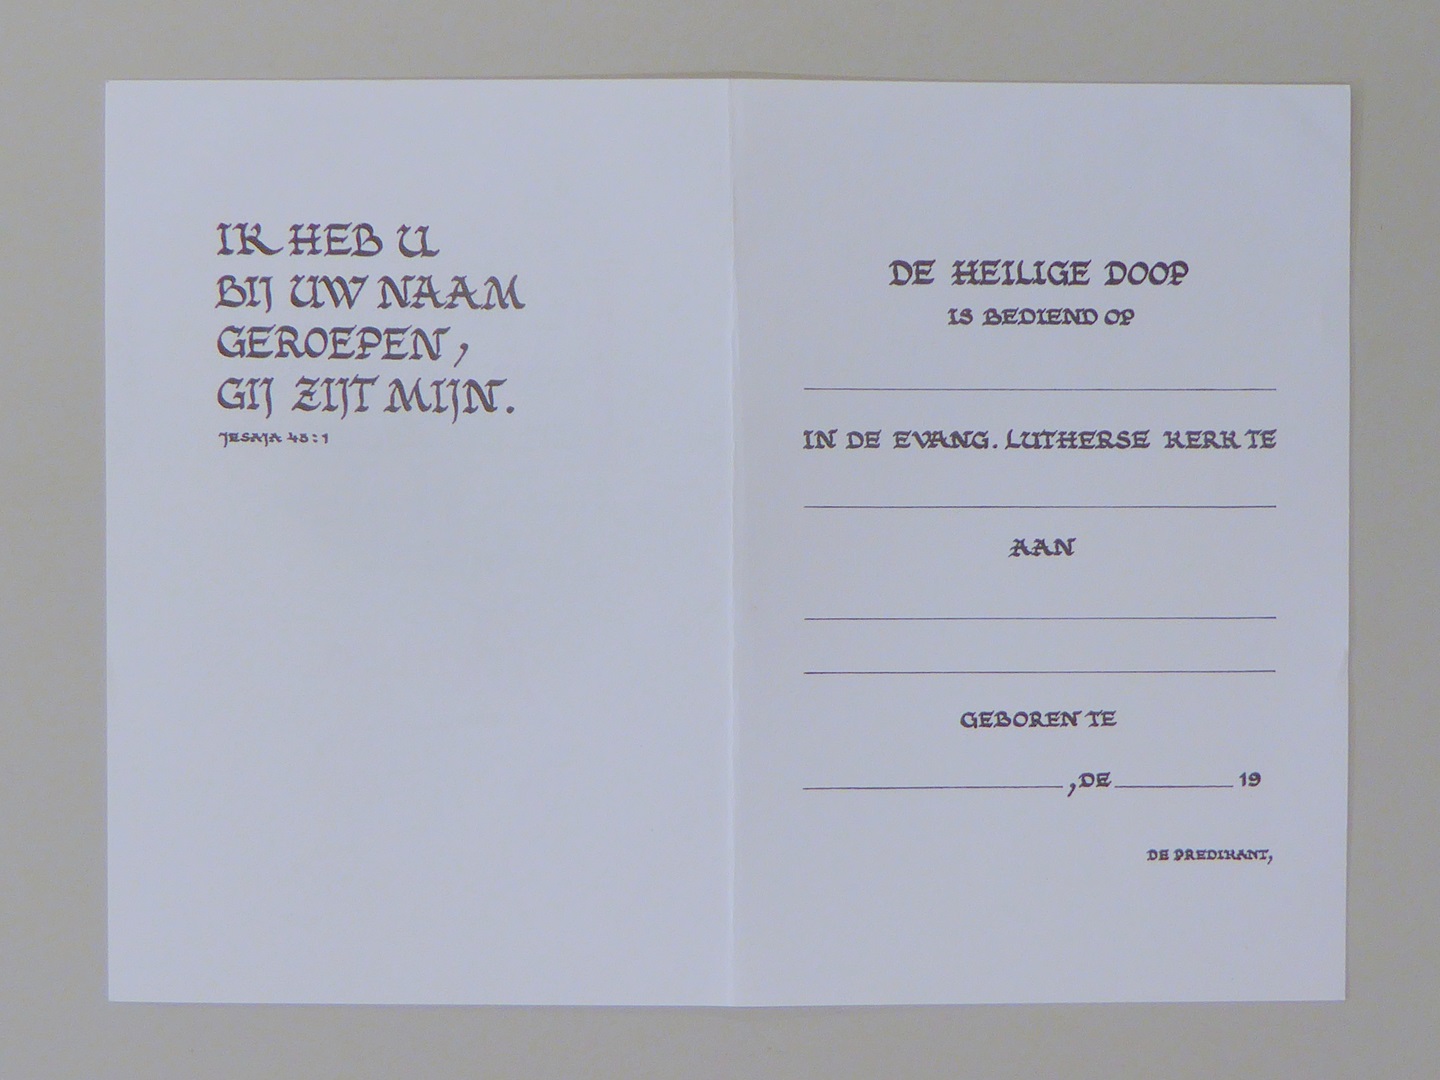 IK HEB U
BIJ UW NAAM
GEROEPEN,
GIJ ZIJT MIJN.
JESAJA 43:1
DE HEILIGE DOOP
IS BEDIEND OP
IN DE EVANG. LUTHERSE KERK TE
AAN
GEBOREN TE
, DE 19
DE PREDIKANT,